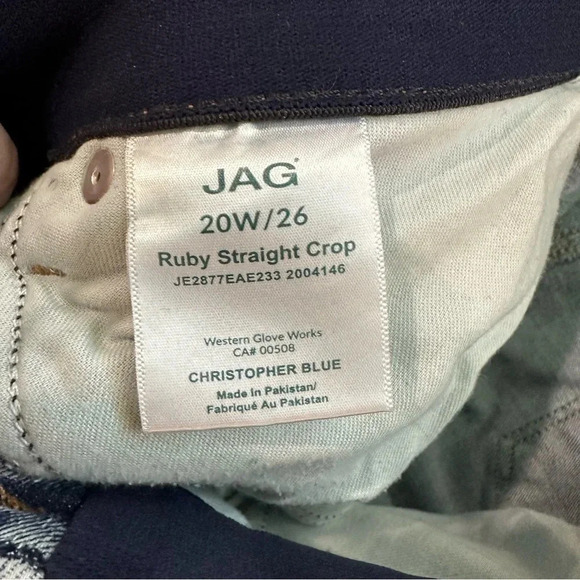 JAG
20W/26
Ruby Straight Crop
JE2877EAE233 2004146
Western Glove Works
CA# 00508
CHRISTOPHER BLUE
Made In Pakistan/
Fabriqué Au Pakistan